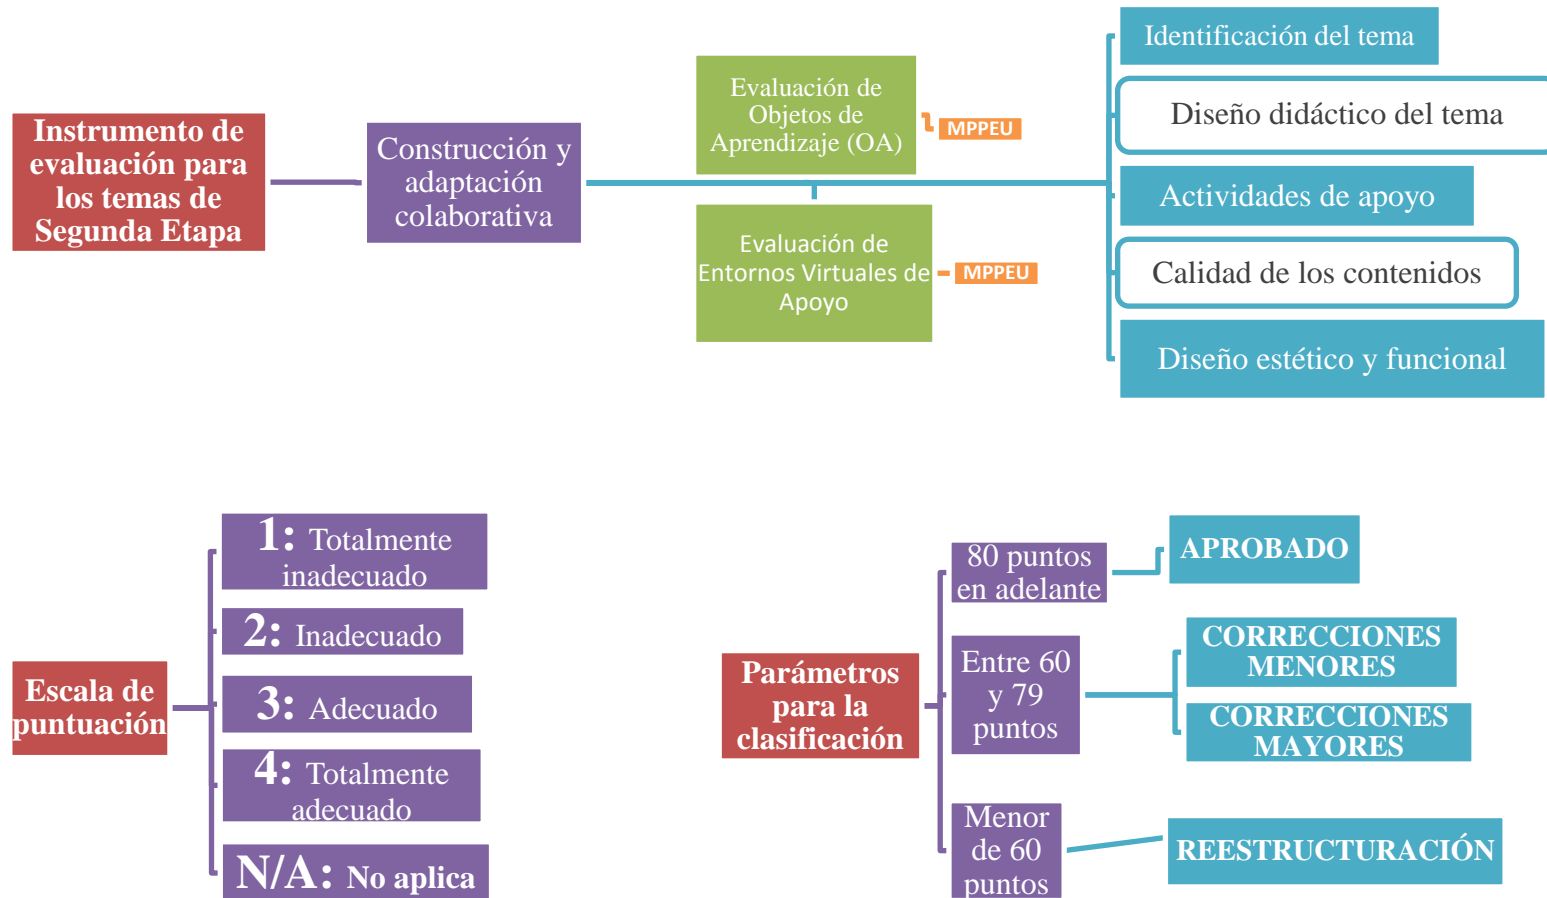 Instrumento de
evaluación para
los temas de
Segunda Etapa
Construcción y
adaptación
colaborativa
Evaluación de
Objetos de
Aprendizaje (OA)
MPPEU
Evaluación de
Entornos Virtuales de
Apoyo
MPPEU
Identificación del tema
Diseño didáctico del tema
Actividades de apoyo
Calidad de los contenidos
Diseño estético y funcional
Escala de
puntuación
1: Totalmente
inadecuado
2: Inadecuado
3: Adecuado
4: Totalmente
adecuado
N/A: No aplica
Parámetros
para la
clasificación
80 puntos
en adelante
APROBADO
Entre 60
y 79
puntos
CORRECCIONES
MENORES
CORRECCIONES
MAYORES
Menor
de 60
puntos
REESTRUCTURACIÓN